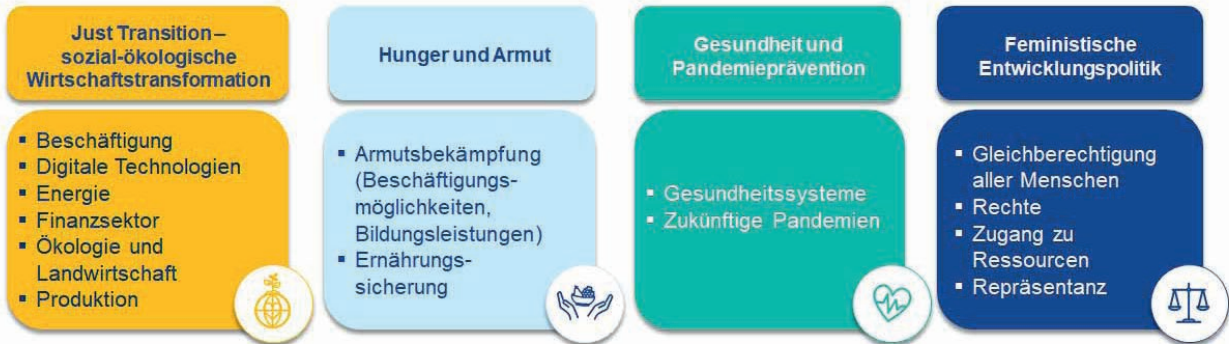 Just Transition –
sozial-ökologische
Wirtschaftstransformation
▪ Beschäftigung
▪ Digitale Technologien
▪ Energie
▪ Finanzsektor
▪ Ökologie und
Landwirtschaft
▪ Produktion
Hunger und Armut
▪ Armutsbekämpfung
(Beschäftigungs-
möglichkeiten,
Bildungsleistungen)
▪ Ernährungs-
sicherung
Gesundheit und
Pandemieprävention
▪ Gesundheitssysteme
▪ Zukünftige Pandemien
Feministische
Entwicklungspolitik
▪ Gleichberechtigung
aller Menschen
▪ Rechte
▪ Zugang zu
Ressourcen
▪ Repräsentanz